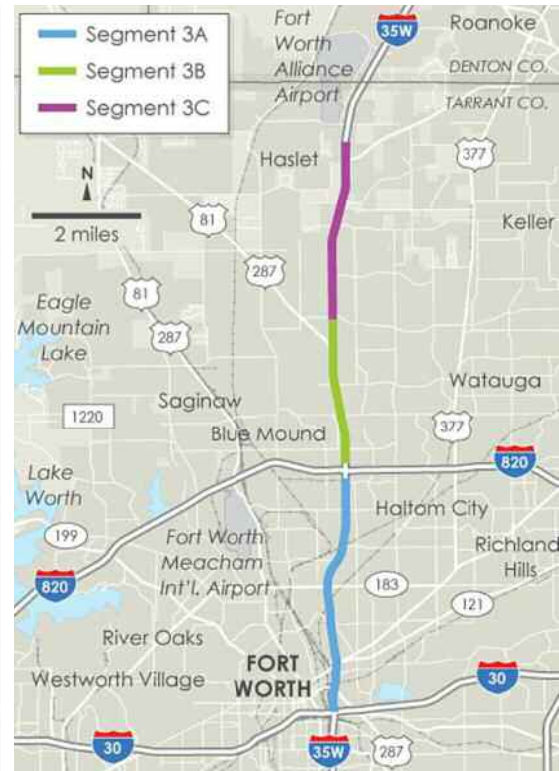 Segment 3A
Segment 3B
Segment 3C
Fort
Worth
Alliance
Airport
35W
Roanoke
DENTON CO.
TARRANT CO.
Haslet
377
N
2 miles
81
287
Keller
81
287
Eagle
Mountain
Lake
Saginaw
1220
Watauga
377
Blue Mound
820
Lake
Worth
199
Haltom City
Fort Worth
Meacham
Int'l. Airport
Richland
Hills
820
183
121
River Oaks
FORT
WORTH
Westworth Village
30
30
35W
287